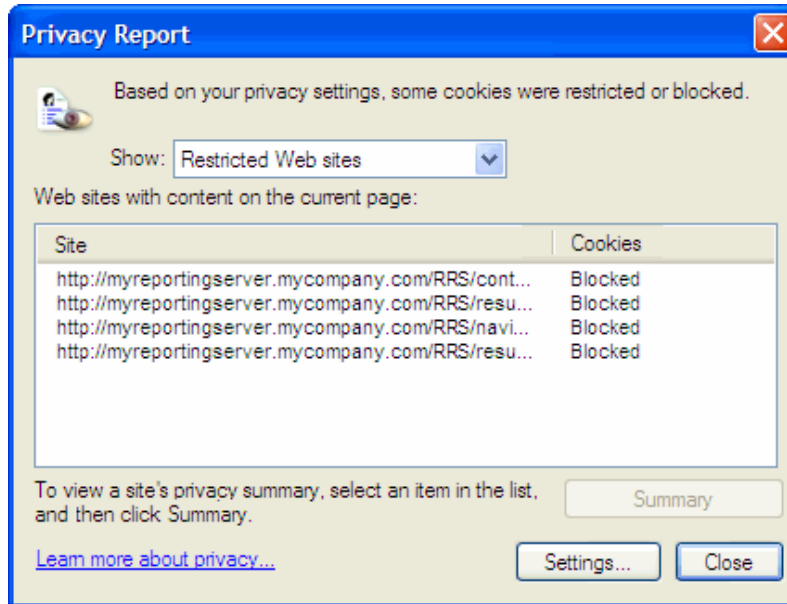 Privacy Report
Based on your privacy settings, some cookies were restricted or blocked.
Show: Restricted Web sites
Web sites with content on the current page:
Site Cookies
http://myreportingserver.mycompany.com/RRS/cont... Blocked
http://myreportingserver.mycompany.com/RRS/resu... Blocked
http://myreportingserver.mycompany.com/RRS/navi... Blocked
http://myreportingserver.mycompany.com/RRS/resu... Blocked
To view a site's privacy summary, select an item in the list,
and then click Summary.
Summary
Learn more about privacy...
Settings... Close